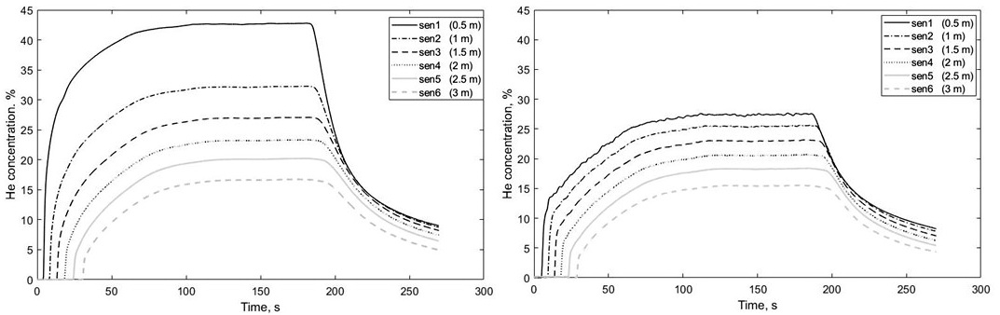 45
40
35
30
25
20
15
10
5
0
He concentration, %
0 50 100 150 200 250 300
Time, s
sen1 (0.5 m)
sen2 (1 m)
sen3 (1.5 m)
sen4 (2 m)
sen5 (2.5 m)
sen6 (3 m)
45
40
35
30
25
20
15
10
5
0
He concentration, %
0 50 100 150 200 250 300
Time, s
sen1 (0.5 m)
sen2 (1 m)
sen3 (1.5 m)
sen4 (2 m)
sen5 (2.5 m)
sen6 (3 m)